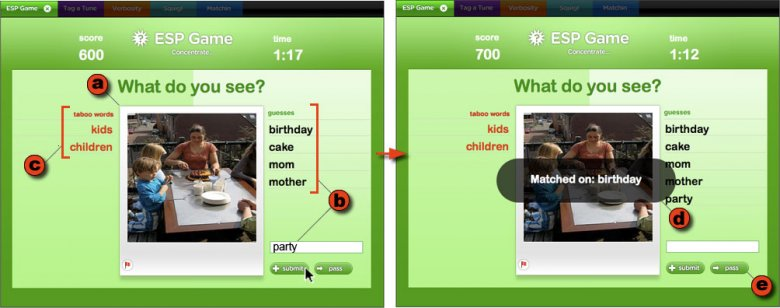 ESP Game
Tag a Tune
Verbosity
Squigl
Matchin
score
600
ESP Game
Concentrate...
time
1:17
a
What do you see?
taboo words
kids
children
c
guesses
birthday
cake
mom
mother
b
party
submit
pass
ESP Game
Tag a Tune
Verbosity
Squigl
Matchin
score
700
ESP Game
Concentrate...
time
1:12
What do you see?
taboo words
kids
children
guesses
birthday
cake
mom
mother
party
Matched on: birthday
d
submit
pass
e